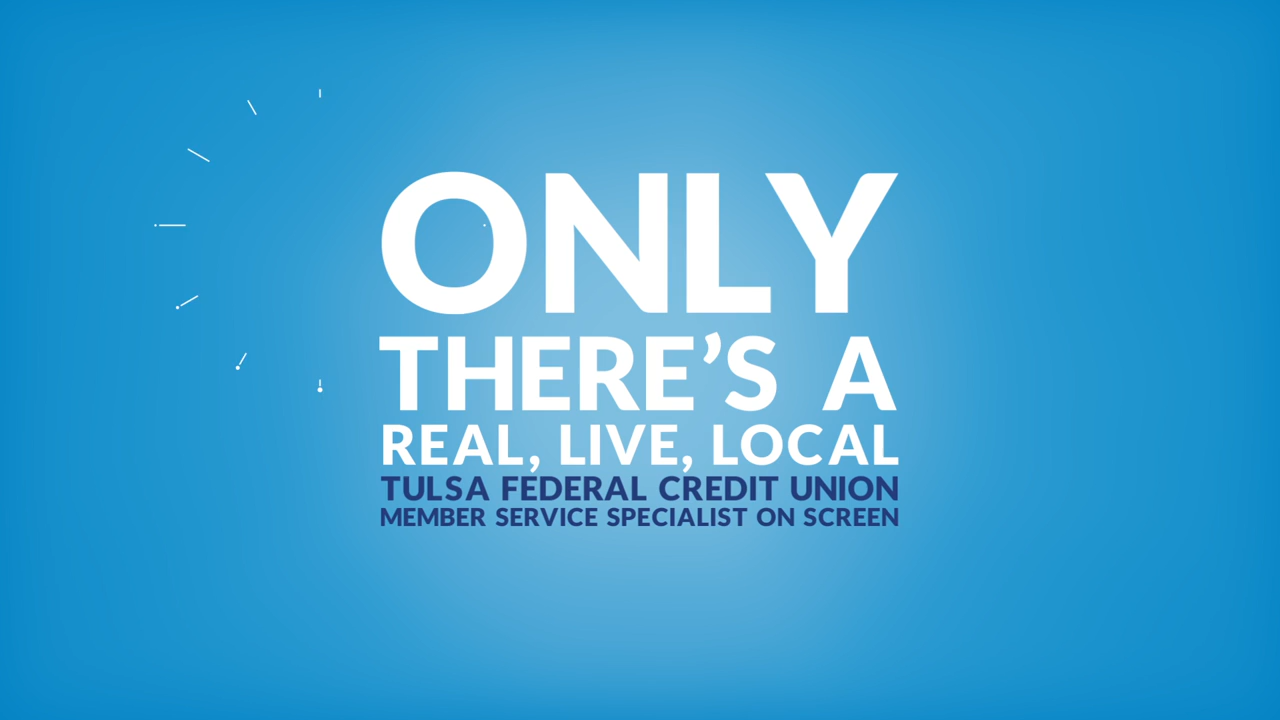 ONLY
THERE'S A
REAL, LIVE, LOCAL
TULSA FEDERAL CREDIT UNION
MEMBER SERVICE SPECIALIST ON SCREEN